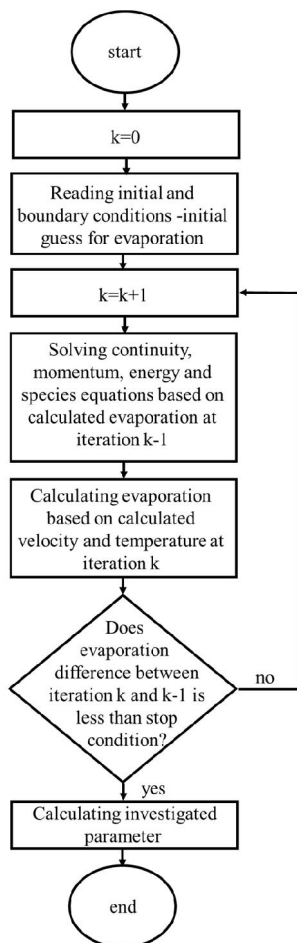 start
k=0
Reading initial and
boundary conditions -initial
guess for evaporation
k=k+1
Solving continuity,
momentum, energy and
species equations based on
calculated evaporation at
iteration k-1
Calculating evaporation
based on calculated
velocity and temperature at
iteration k
Does
evaporation
difference between
iteration k and k-1 is
less than stop
condition?
no
yes
Calculating investigated
parameter
end